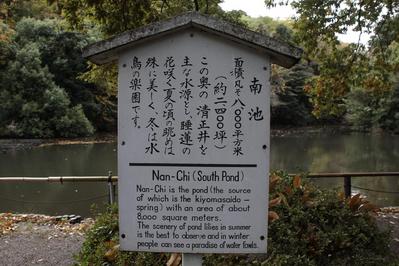 南池
面積凡そ八、〇〇〇平方米
(約二四〇〇坪)
この奥の清正井を
主な水源とし、睡蓮の
花咲く夏の頃の眺めは
殊に美しく、冬は水
鳥の楽園です。
Nan-Chi (South Pond)
Nan-Chi is the pond (the source
of which is the kiyomasaido -
spring) with an area of about
8,000 square meters.
The scenery of pond lilies in summer
is the best to observe and in winter
people can see a paradise of water fowls.